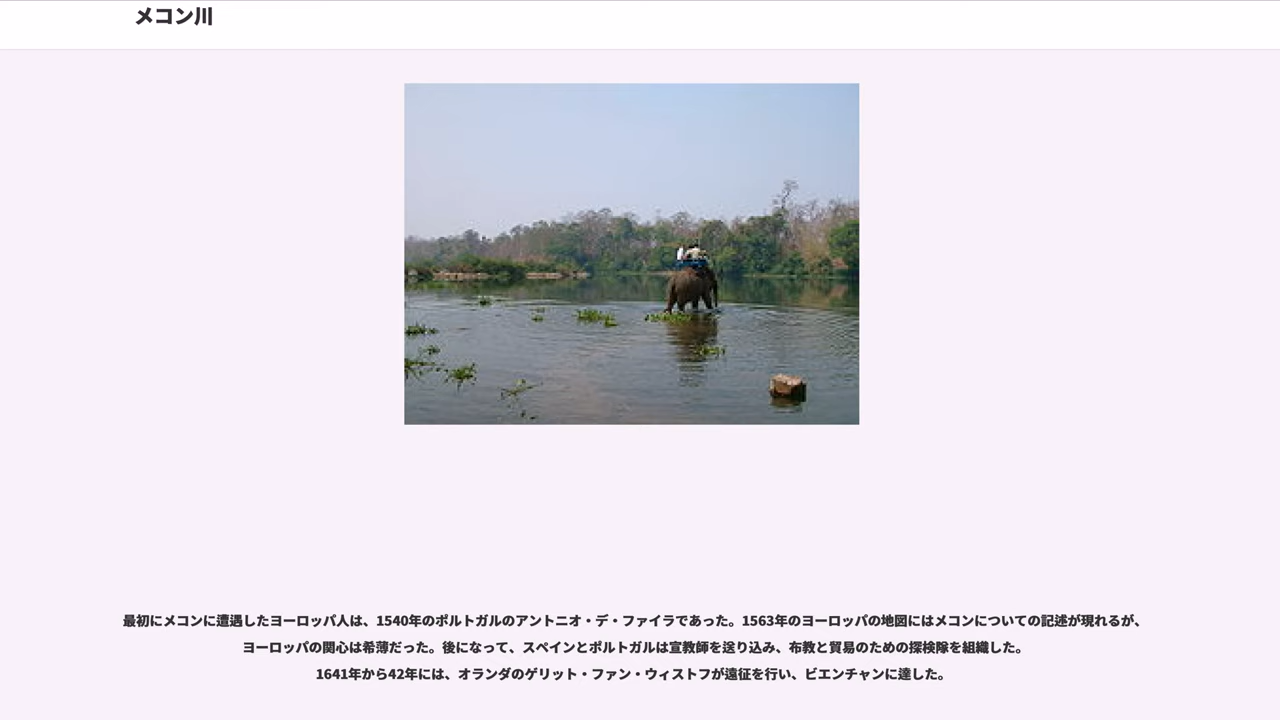 メコン川
最初にメコンに遭遇したヨーロッパ人は、1540年のポルトガルのアントニオ・デ・ファイラであった。1563年のヨーロッパの地図にはメコンについての記述が現れるが、
ヨーロッパの関心は希薄だった。後になって、スペインとポルトガルは宣教師を送り込み、布教と貿易のための探検隊を組織した。
1641年から42年には、オランダのゲリット・ファン・ウィストフが遠征を行い、ビエンチャンに達した。